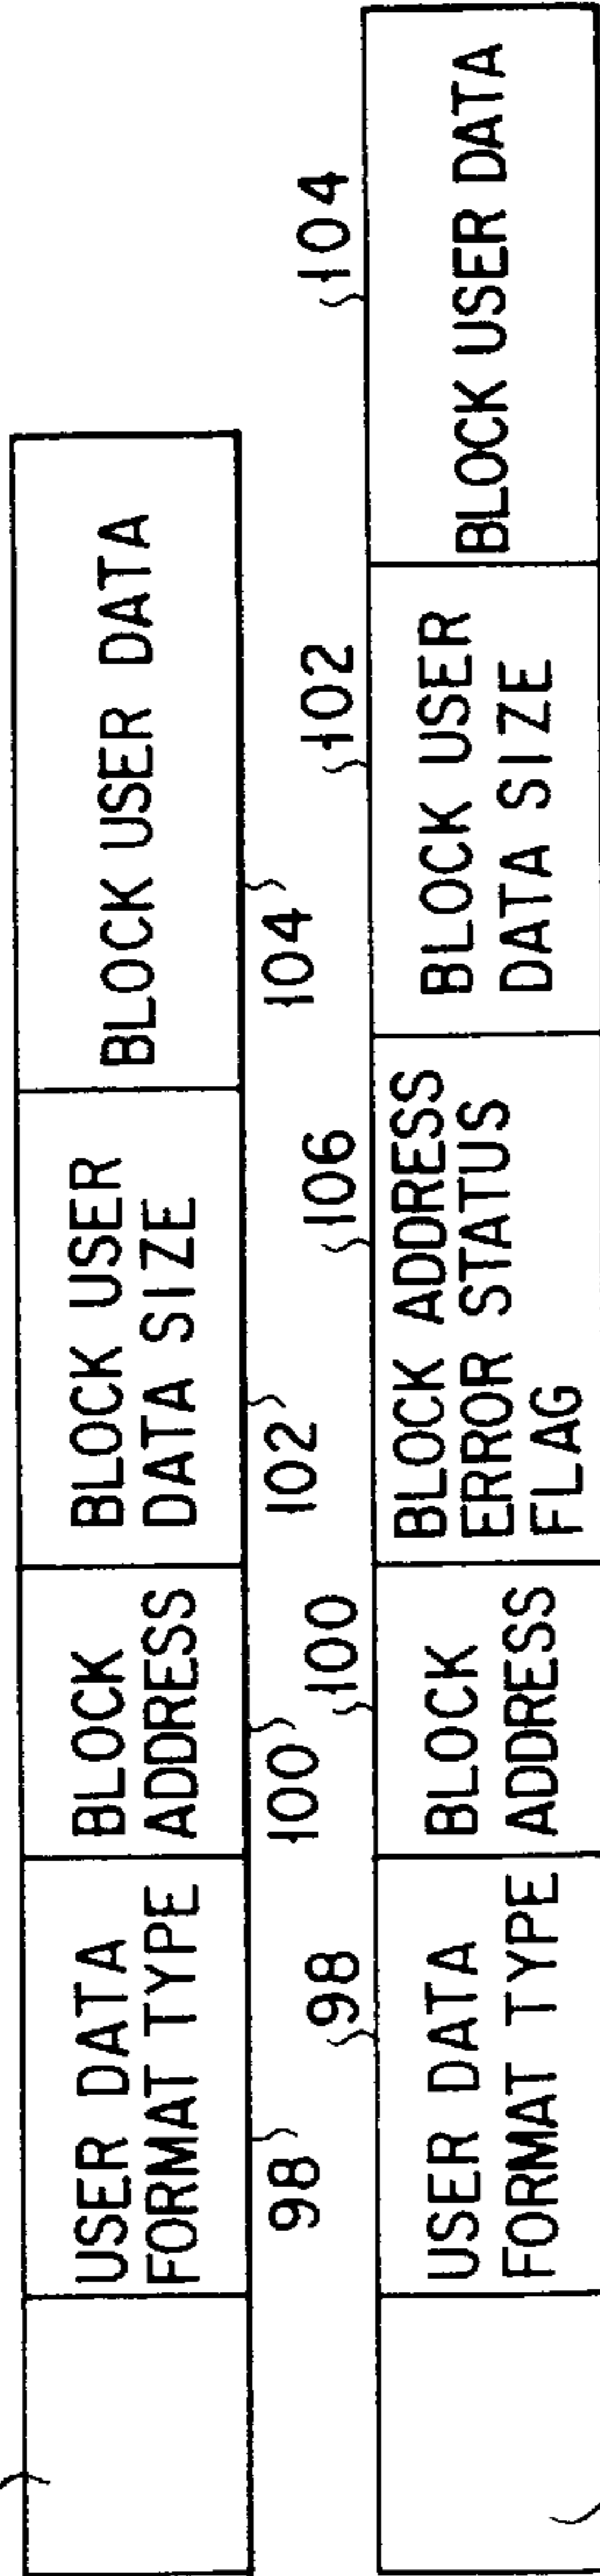 USER DATA
FORMAT TYPE
BLOCK
ADDRESS
BLOCK USER
DATA SIZE
BLOCK USER DATA
98
100
102
104
98
100
106
102
104
USER DATA
FORMAT TYPE
BLOCK
ADDRESS
BLOCK ADDRESS
ERROR STATUS
FLAG
BLOCK USER
DATA SIZE
BLOCK USER DATA